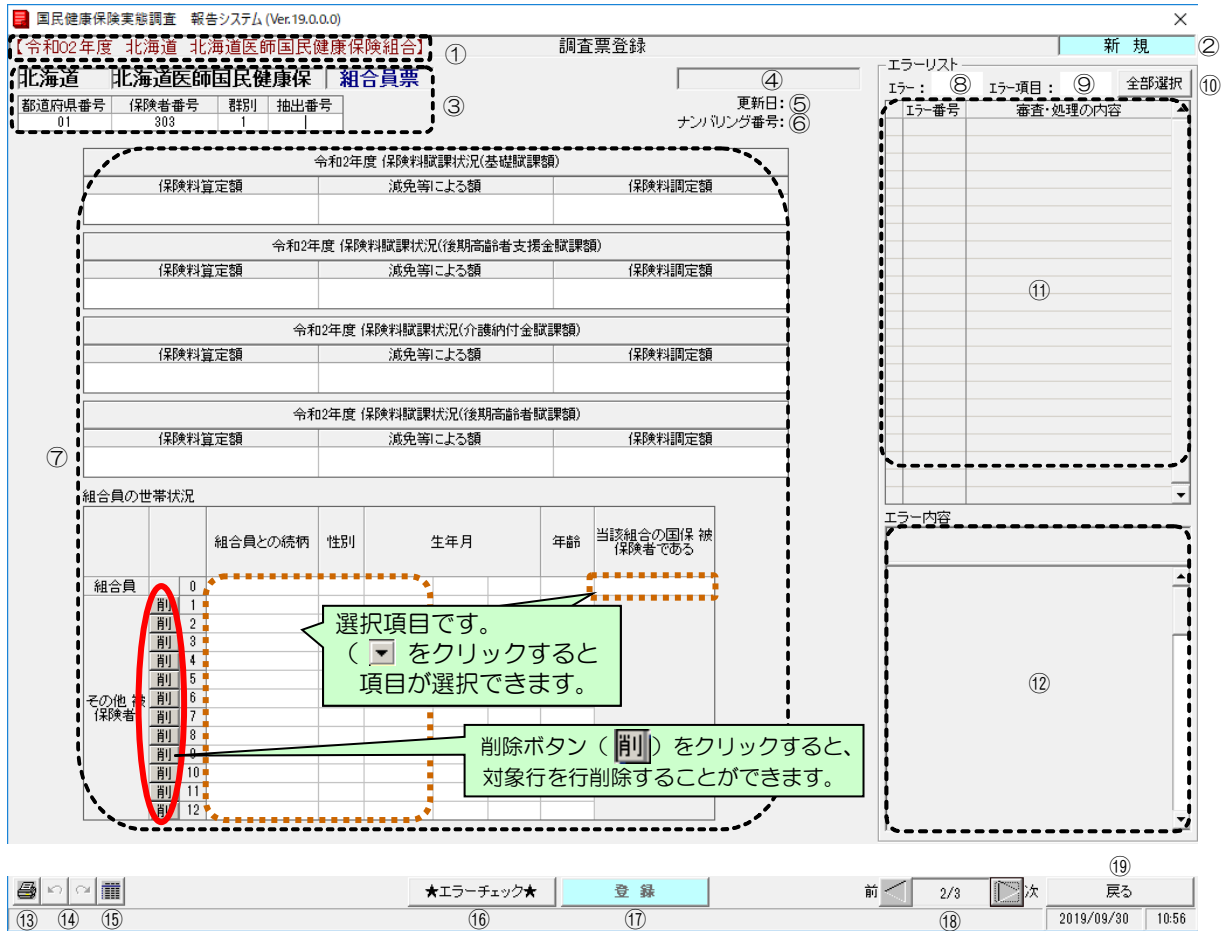 国民健康保険実態調査 報告システム (Ver.19.0.0.0)
【令和02年度 北海道 北海道医師国民健康保険組合】 ① 調査票登録 新 規 ②
北海道 北海道医師国民健康保 組合員票 ③ ④
都道府県番号 保険者番号 群別 抽出番号
01 303 1
更新日: ⑤
ナンバリング番号: ⑥
エラーリスト
エラー: ⑧ エラー項目: ⑨ 全部選択 ⑩
エラー番号 審査・処理の内容
⑪
令和2年度 保険料賦課状況(基礎賦課額)
保険料算定額 減免等による額 保険料調定額
令和2年度 保険料賦課状況(後期高齢者支援金賦課額)
保険料算定額 減免等による額 保険料調定額
令和2年度 保険料賦課状況(介護納付金賦課額)
保険料算定額 減免等による額 保険料調定額
令和2年度 保険料賦課状況(後期高齢者賦課額)
保険料算定額 減免等による額 保険料調定額
⑦
組合員の世帯状況
組合員との続柄 性別 生年月 年齢 当該組合の国保 被
保険者である
組合員 0
削 1
削 2
削 3
削 4
削 5
削 6
削 7
削 8
削 9
削 10
削 11
削 12
その他 被
保険者
選択項目です。
( をクリックすると
項目が選択できます。
削除ボタン(削)をクリックすると、
対象行を行削除することができます。
エラー内容
⑫
★エラーチェック★ 登 録 前 2/3 次 戻る ⑲
⑬ ⑭ ⑮ ⑯ ⑰ ⑱
2019/09/30 10:56